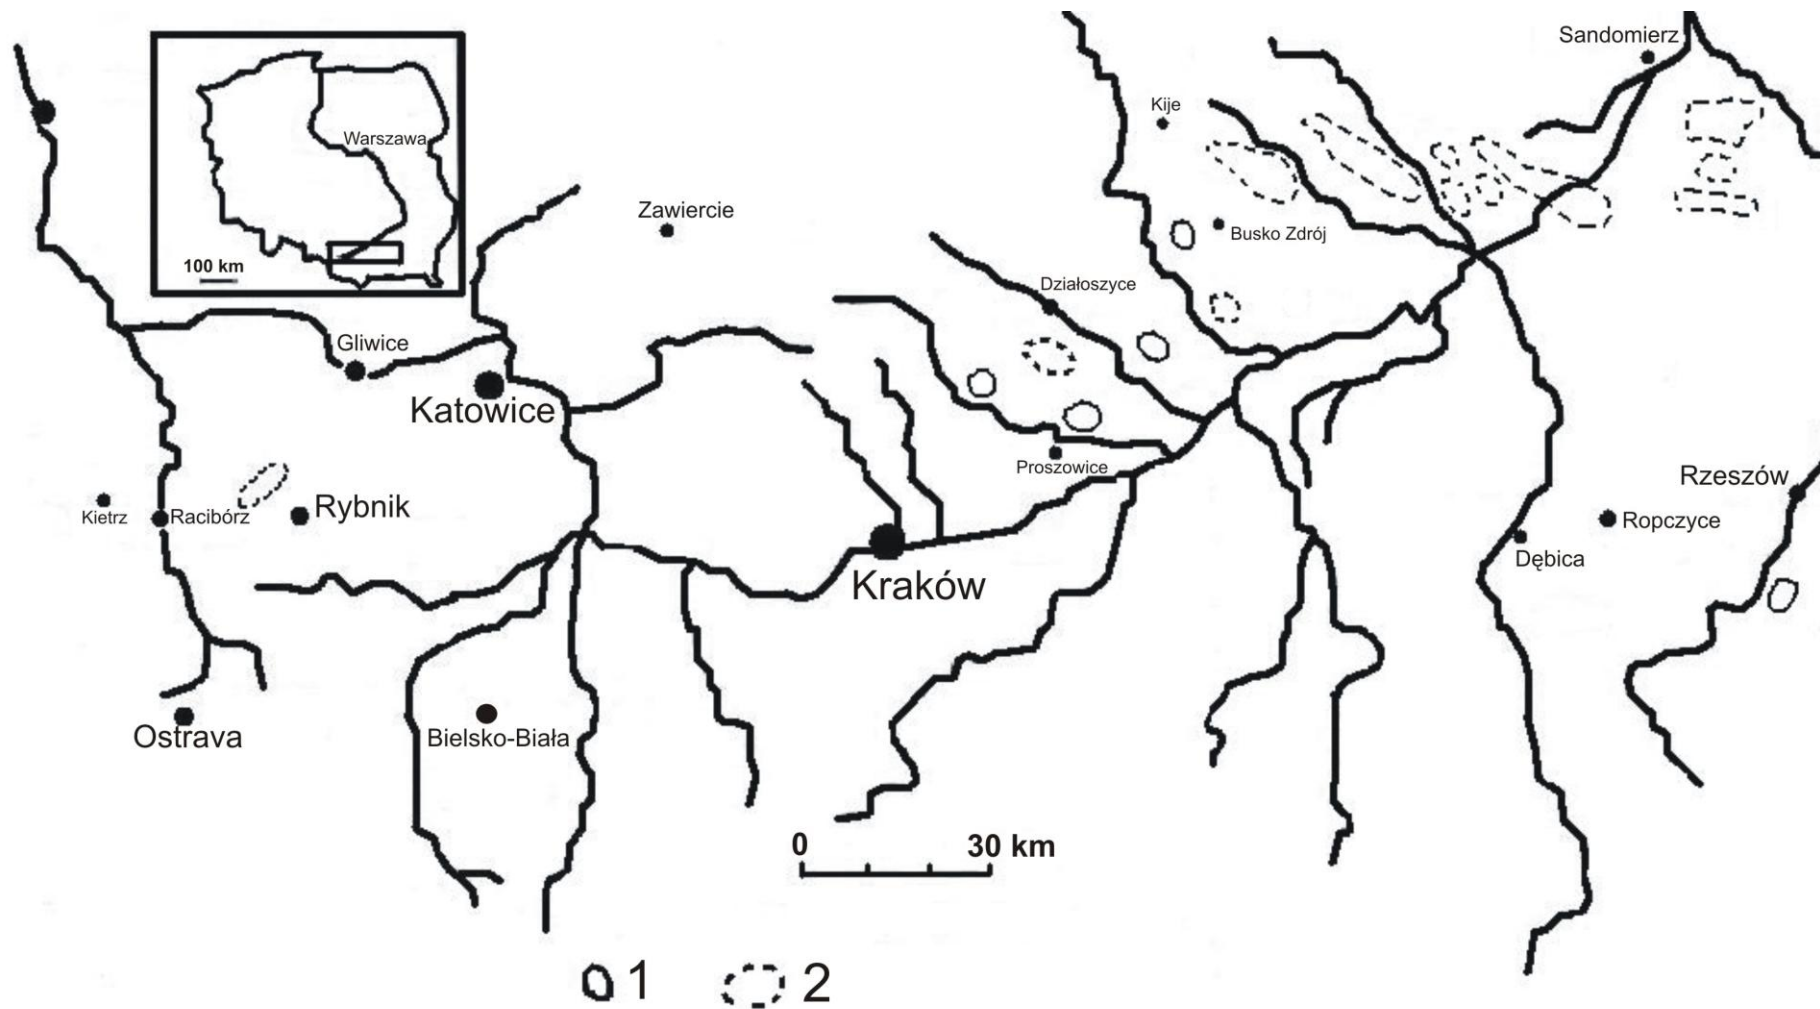 Sandomierz
Kije
Warszawa
Zawiercie
Busko Zdrój
100 km
Działoszyce
Gliwice
Katowice
Proszowice
Rzeszów
Kietrz
Racibórz
Rybnik
Ropczyce
Dębica
Kraków
Ostrava
Bielsko-Biała
0 30 km
1 2